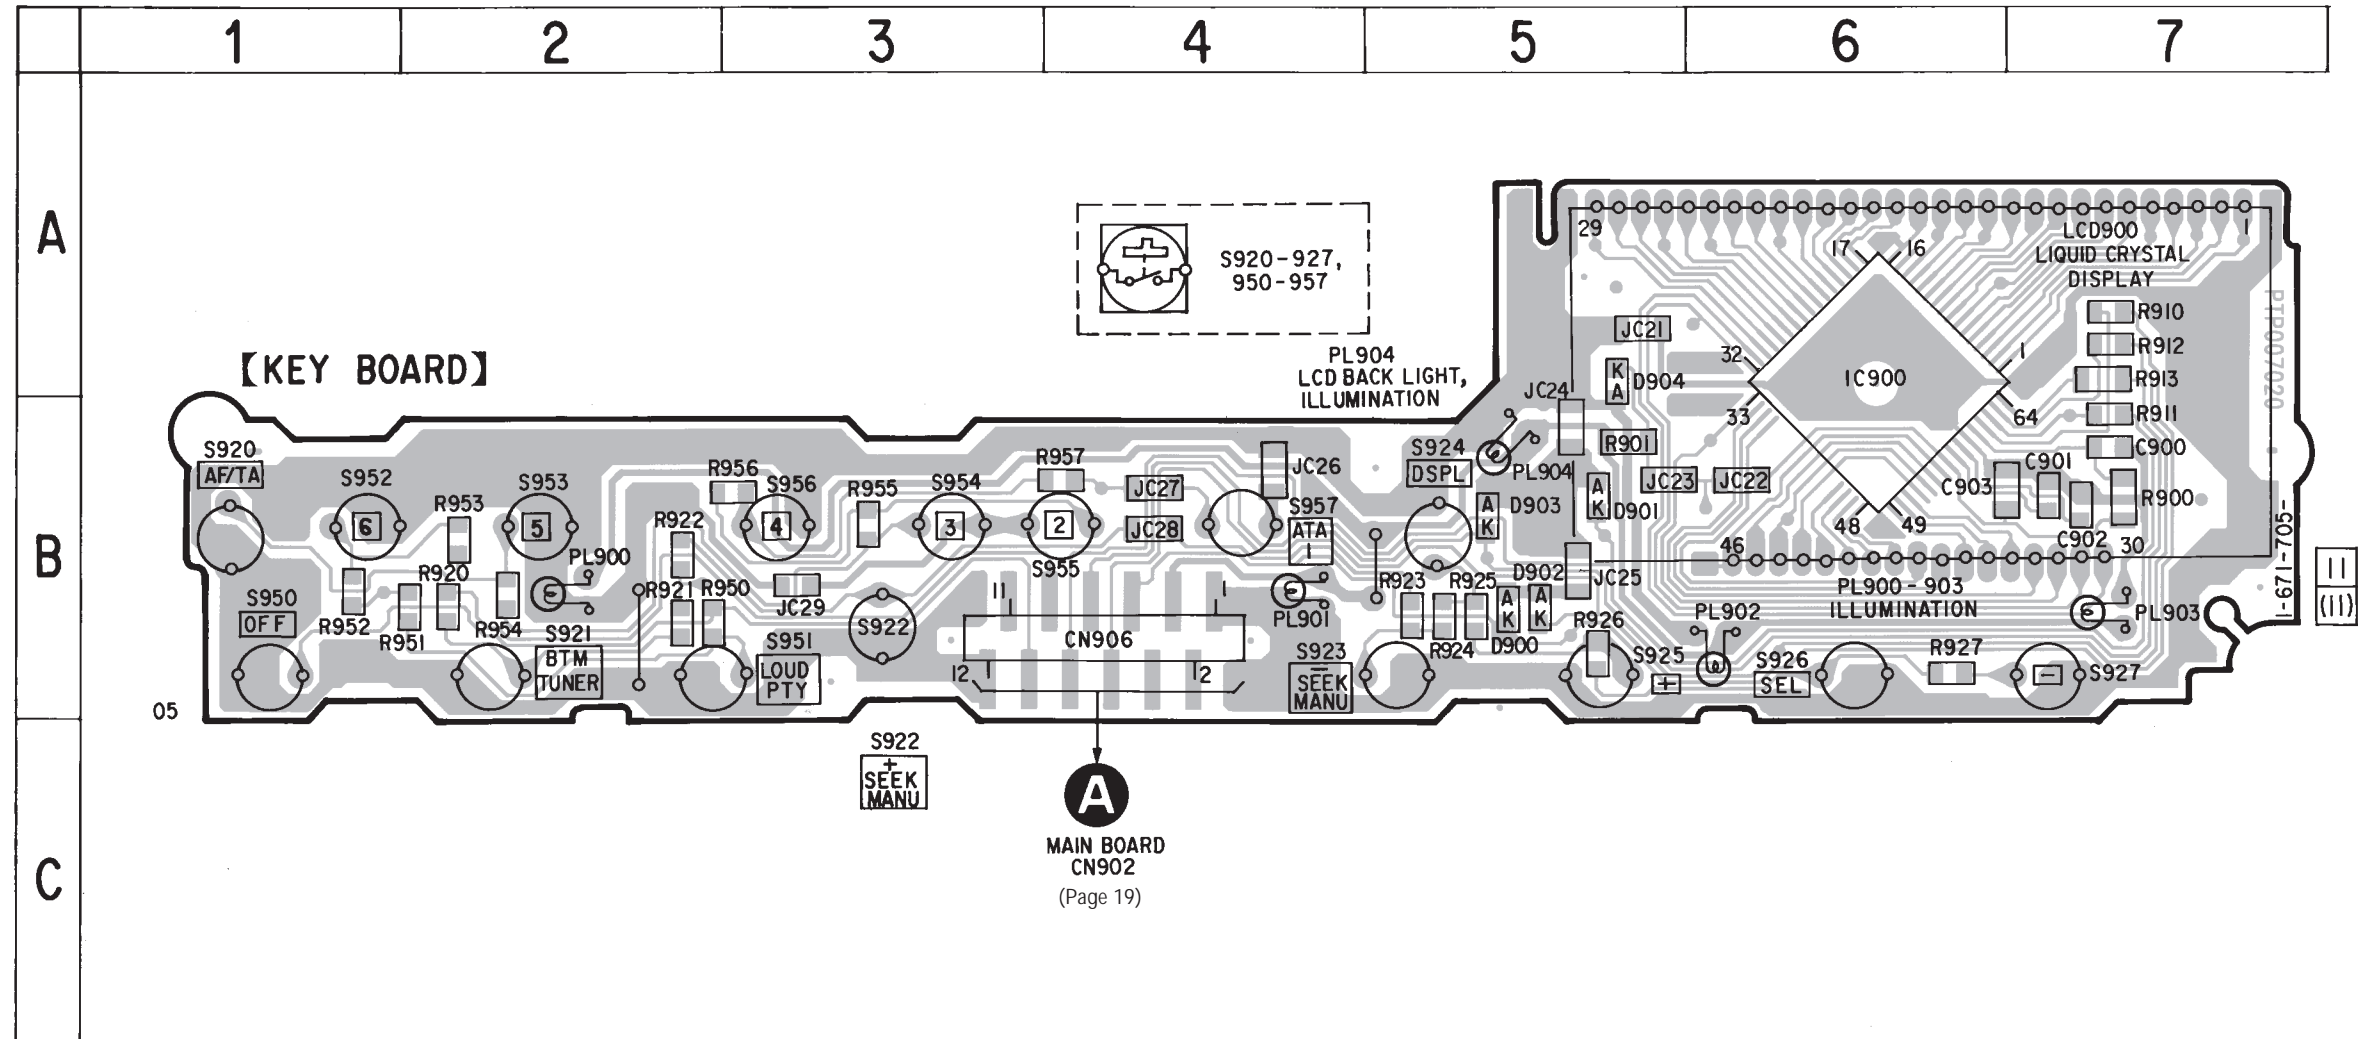 1 2 3 4 5 6 7
A
B
C
【KEY BOARD】
S920-927,
950-957
PL904
LCD BACK LIGHT,
ILLUMINATION
29
17
16
LCD900
LIQUID CRYSTAL
DISPLAY
1
JC21
R910
R912
R913
R911
C900
PTP007020
32
1
IC900
33
64
K
A
D904
JC24
R901
S920
AF/TA
S952
6
R953
S953
5
R956
S956
4
R955
S954
3
R957
2
S955
JC27
JC28
JC26
S957
ATA
1
S924
DSPL
PL904
A
K
D903
A
K
D901
JC23
JC22
C903
C901
C902
R900
48
49
46
30
1-671-705-
11
(11)
PL900
R922
R920
R921
R950
JC29
S922
11
1
CN906
12
1
2
PL901
R923
R925
D902
JC25
A
K
A
K
D900
R924
R926
PL902
PL900-903
ILLUMINATION
PL903
S950
OFF
R952
R951
R954
S921
BTM
TUNER
S951
LOUD
PTY
S923
−
SEEK
MANU
S925
+
S926
SEL
R927
−
S927
05
S922
+
SEEK
MANU
A
MAIN BOARD
CN902
(Page 19)